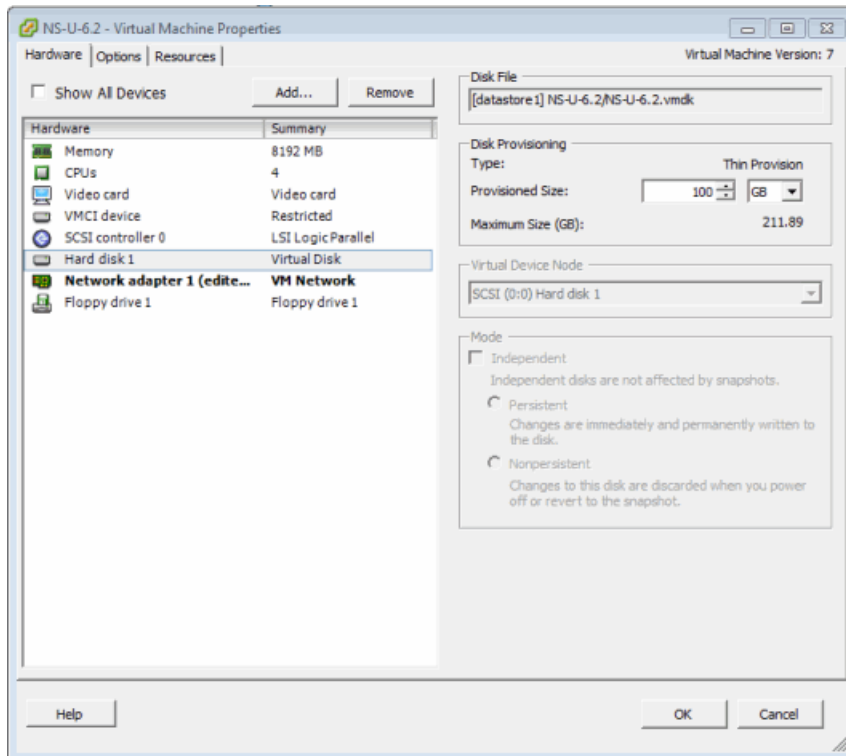 NS-U-6.2 - Virtual Machine Properties
Hardware Options Resources Virtual Machine Version: 7
Show All Devices Add... Remove
Hardware Summary
Memory 8192 MB
CPUs 4
Video card Video card
VMCI device Restricted
SCSI controller 0 LSI Logic Parallel
Hard disk 1 Virtual Disk
Network adapter 1 (edite... VM Network
Floppy drive 1 Floppy drive 1
Disk File
[datastore1] NS-U-6.2/NS-U-6.2.vmdk
Disk Provisioning
Type: Thin Provision
Provisioned Size: 100 GB
Maximum Size (GB): 211.89
Virtual Device Node
SCSI (0:0) Hard disk 1
Mode
Independent
Independent disks are not affected by snapshots.
Persistent
Changes are immediately and permanently written to
the disk.
Nonpersistent
Changes to this disk are discarded when you power
off or revert to the snapshot.
Help OK Cancel